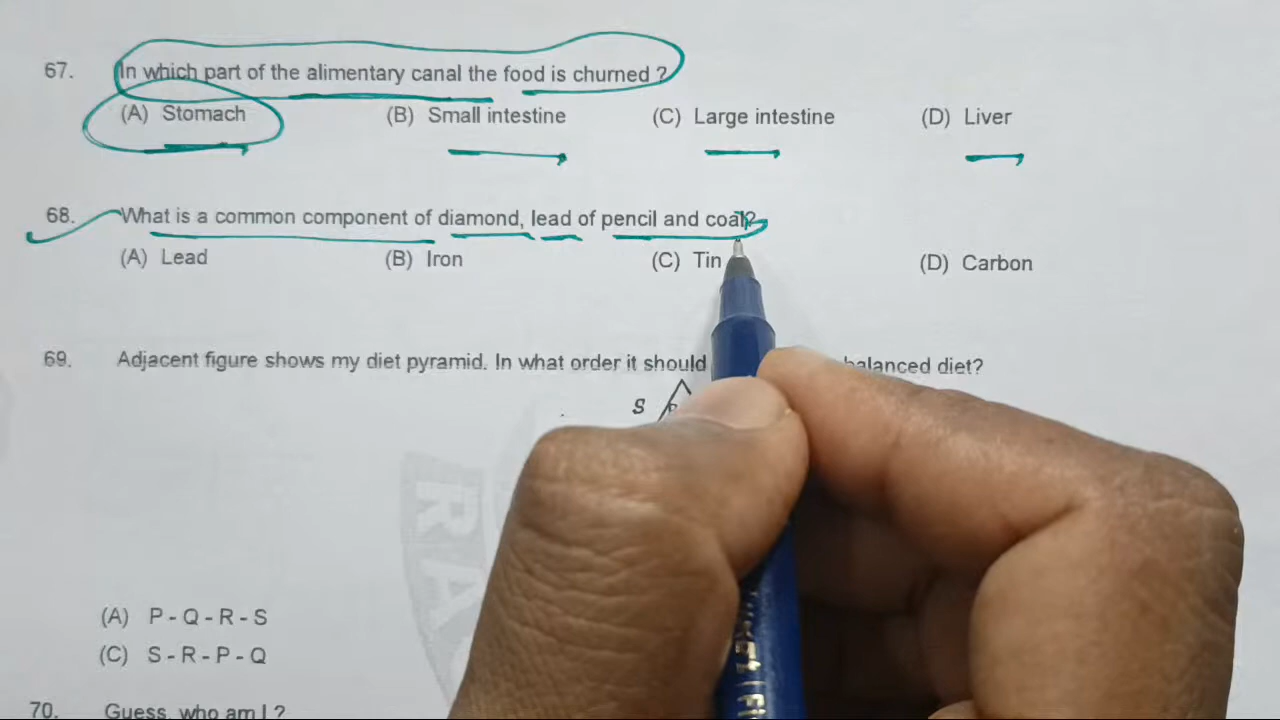 67. In which part of the alimentary canal the food is churned ?
(A) Stomach (B) Small intestine (C) Large intestine (D) Liver
68. What is a common component of diamond, lead of pencil and coal?
(A) Lead (B) Iron (C) Tin (D) Carbon
69. Adjacent figure shows my diet pyramid. In what order it should balanced diet?
S
(A) P - Q - R - S
(C) S - R - P - Q
RA
70. Guess, who am I ?